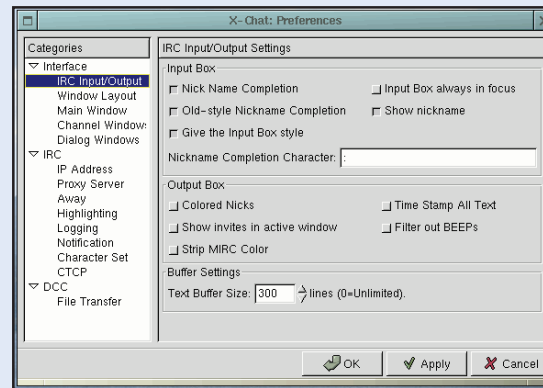 X-Chat: Preferences
Categories
Interface
IRC Input/Output
Window Layout
Main Window
Channel Windows
Dialog Windows
IRC
IP Address
Proxy Server
Away
Highlighting
Logging
Notification
Character Set
CTCP
DCC
File Transfer
IRC Input/Output Settings
Input Box
Nick Name Completion
Input Box always in focus
Old-style Nickname Completion
Show nickname
Give the Input Box style
Nickname Completion Character: :
Output Box
Colored Nicks
Time Stamp All Text
Show invites in active window
Filter out BEEPs
Strip MIRC Color
Buffer Settings
Text Buffer Size: 300 lines (0=Unlimited).
OK
Apply
Cancel